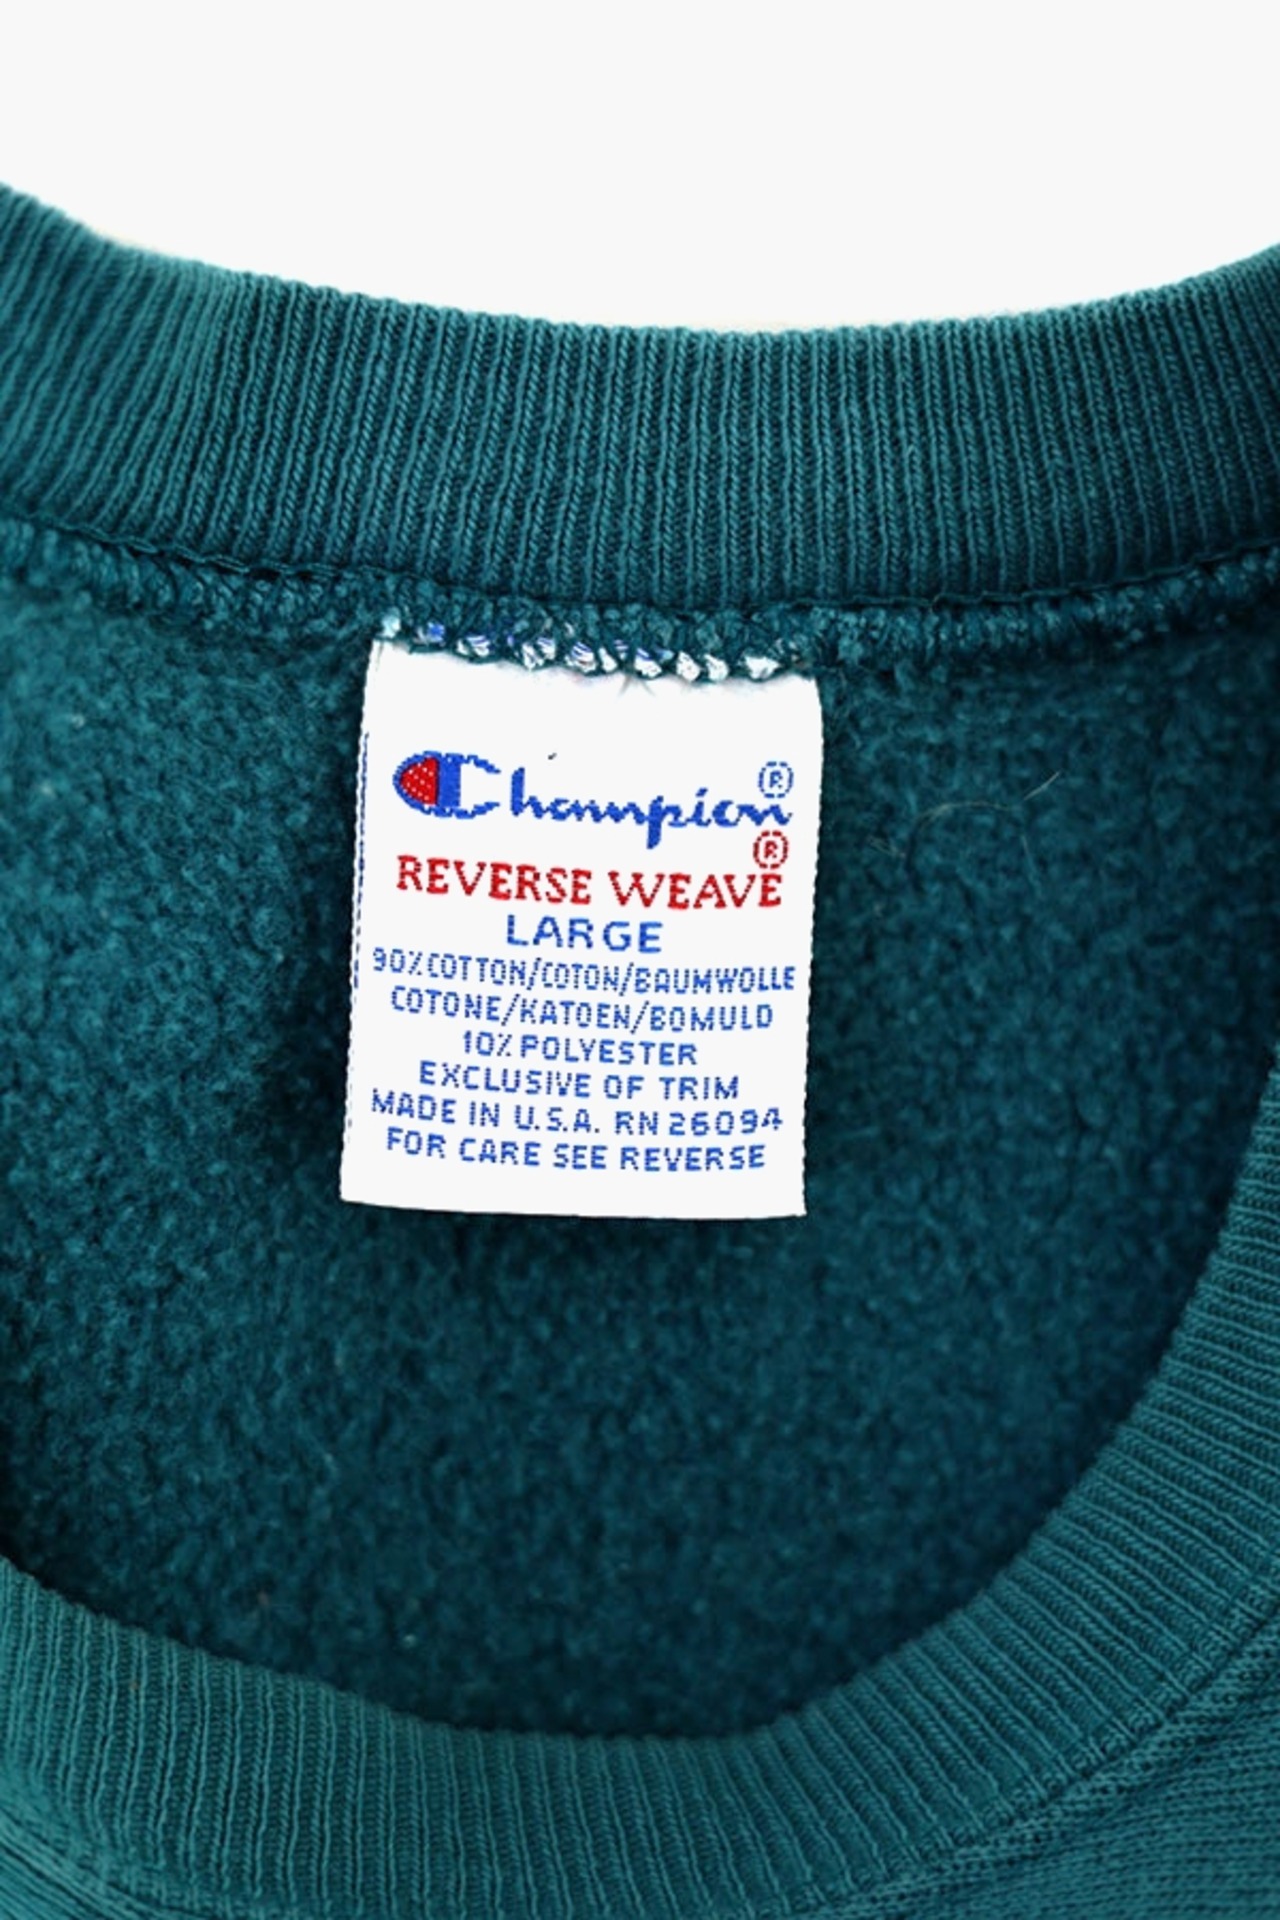 Champion®
REVERSE WEAVE®
LARGE
90% COTTON/COTON/BAUMWOLLE
COTONE/KATOEN/BOMULD
10% POLYESTER
EXCLUSIVE OF TRIM
MADE IN U.S.A. RN 26094
FOR CARE SEE REVERSE